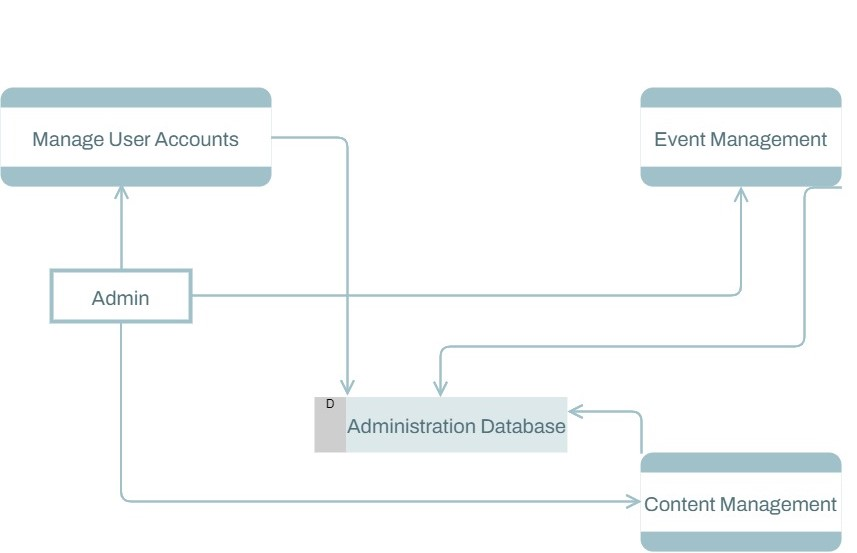 Manage User Accounts
Event Management
Admin
D
Administration Database
Content Management